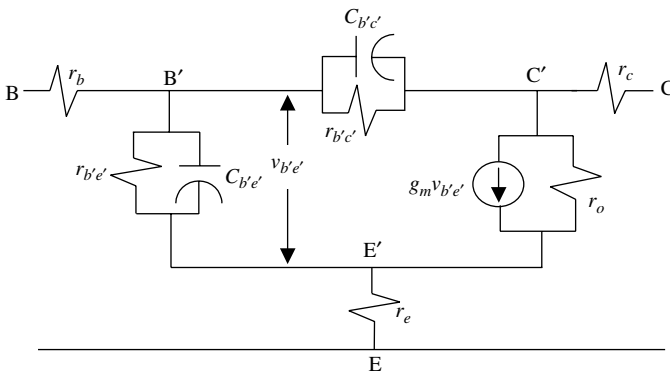 C_{b'c'}
B
r_b
B′
C′
r_c
C
r_{b'c'}
r_{b'e'}
C_{b'e'}
v_{b'e'}
g_m v_{b'e'}
r_o
E′
r_e
E